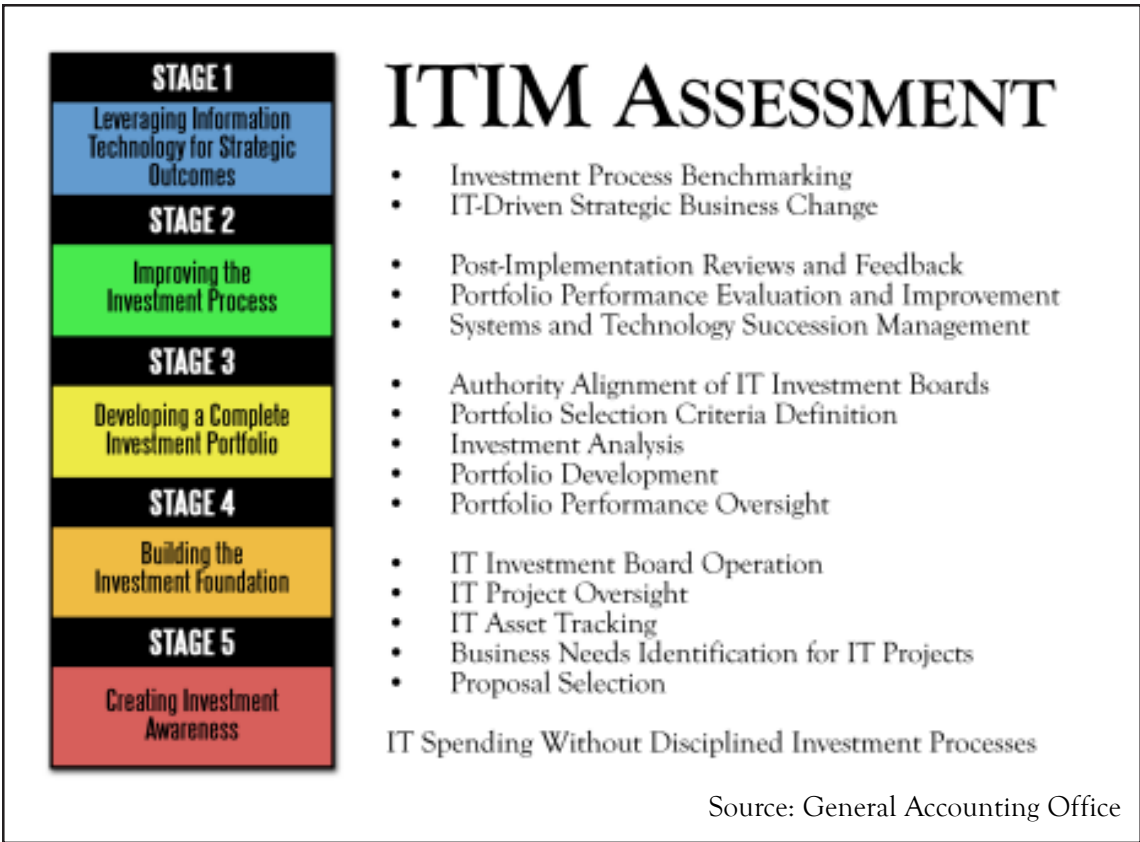 STAGE 1
Leveraging Information
Technology for Strategic
Outcomes
STAGE 2
Improving the
Investment Process
STAGE 3
Developing a Complete
Investment Portfolio
STAGE 4
Building the
Investment Foundation
STAGE 5
Creating Investment
Awareness
ITIM ASSESSMENT
• Investment Process Benchmarking
• IT-Driven Strategic Business Change
• Post-Implementation Reviews and Feedback
• Portfolio Performance Evaluation and Improvement
• Systems and Technology Succession Management
• Authority Alignment of IT Investment Boards
• Portfolio Selection Criteria Definition
• Investment Analysis
• Portfolio Development
• Portfolio Performance Oversight
• IT Investment Board Operation
• IT Project Oversight
• IT Asset Tracking
• Business Needs Identification for IT Projects
• Proposal Selection
IT Spending Without Disciplined Investment Processes
Source: General Accounting Office